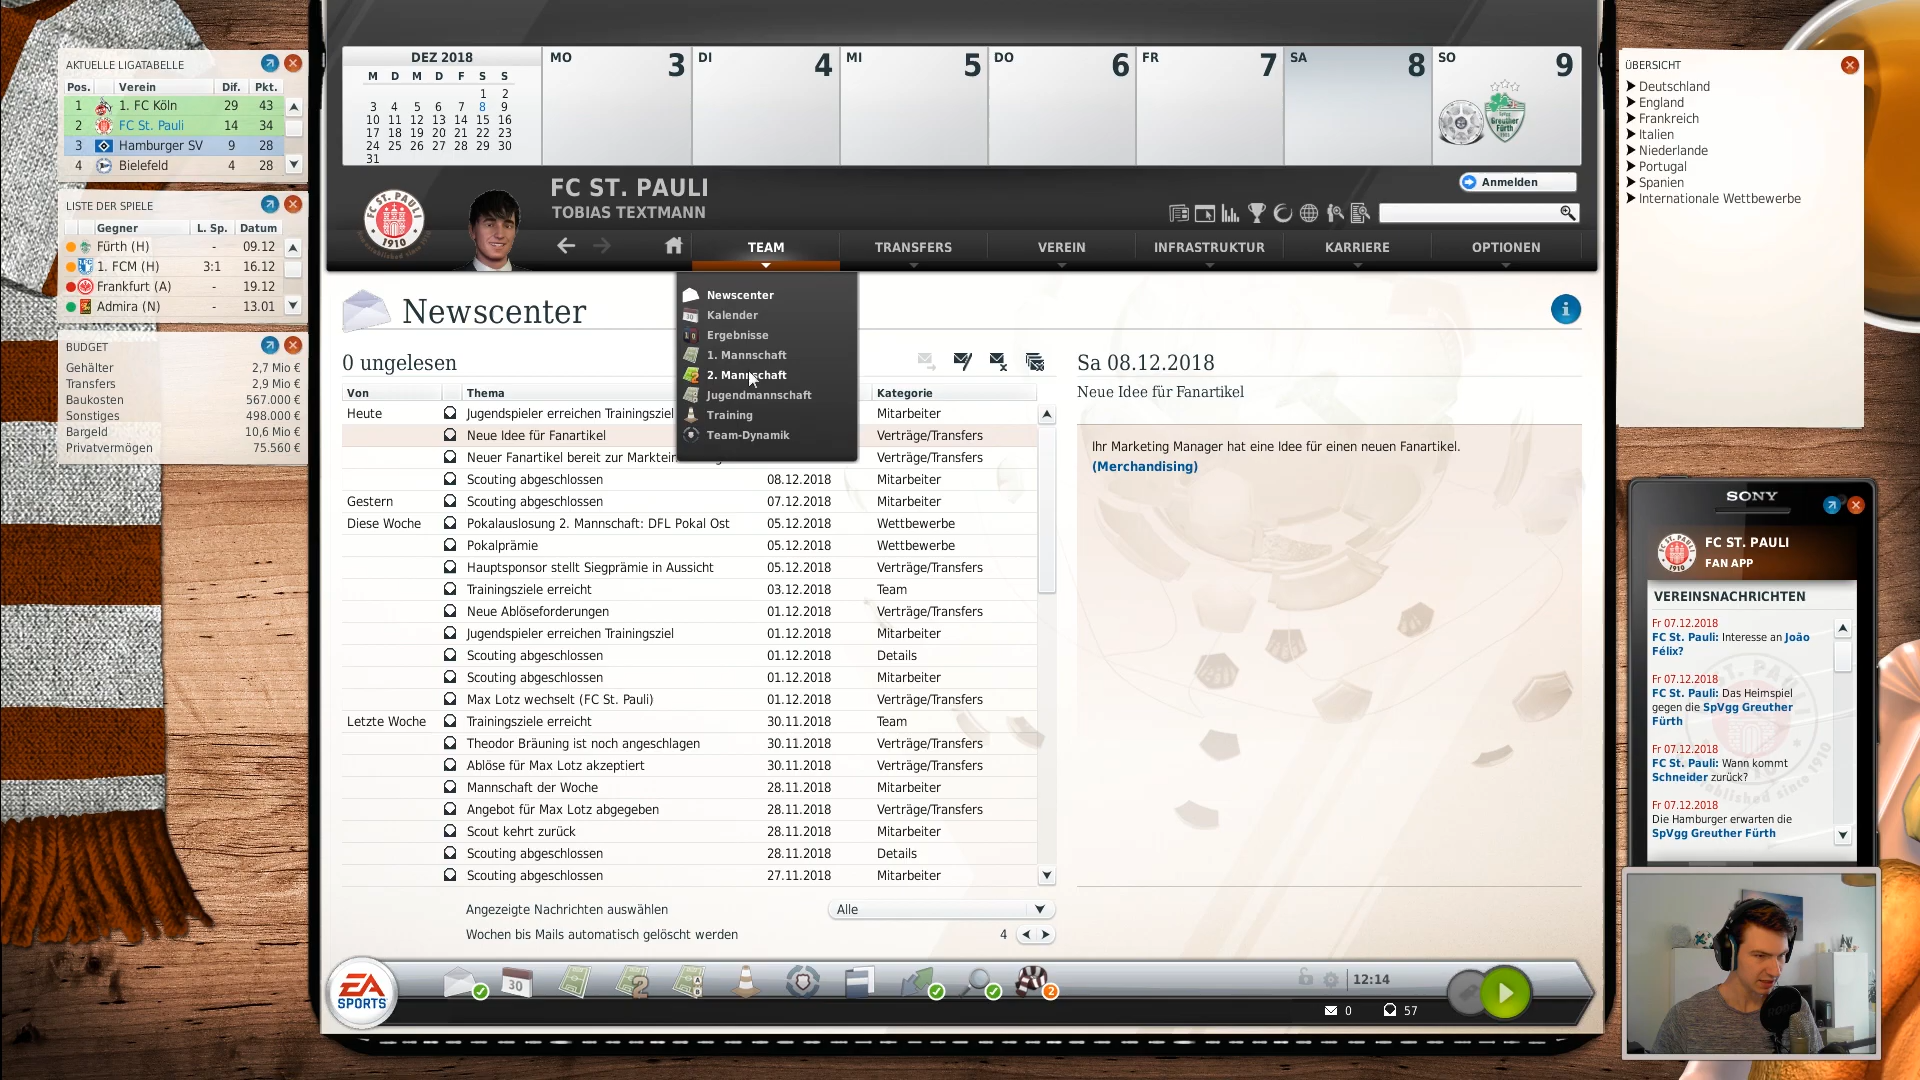 AKTUELLE LIGATABELLE
Pos. Verein Dif. Pkt.
1 1. FC Köln 29 43
2 FC St. Pauli 14 34
3 Hamburger SV 9 28
4 Bielefeld 4 28
LISTE DER SPIELE
Gegner L. Sp. Datum
Fürth (H) - 09.12
1. FCM (H) 3:1 16.12
Frankfurt (A) - 19.12
Admira (N) - 13.01
BUDGET
Gehälter 2,7 Mio €
Transfers 2,9 Mio €
Baukosten 567.000 €
Sonstiges 498.000 €
Bargeld 10,6 Mio €
Privatvermögen 75.560 €
DEZ 2018
M D M D F S S
1 2
3 4 5 6 7 8 9
10 11 12 13 14 15 16
17 18 19 20 21 22 23
24 25 26 27 28 29 30
31
MO 3 DI 4 MI 5 DO 6 FR 7 SA 8 SO 9
FC ST. PAULI
TOBIAS TEXTMANN
Anmelden
TEAM TRANSFERS VEREIN INFRASTRUKTUR KARRIERE OPTIONEN
Newscenter
Kalender
Ergebnisse
1. Mannschaft
2. Mannschaft
Jugendmannschaft
Training
Team-Dynamik
Newscenter
0 ungelesen
Von Thema Kategorie
Heute Jugendspieler erreichen Trainingsziel Mitarbeiter
Neue Idee für Fanartikel Verträge/Transfers
Neuer Fanartikel bereit zur Verträge/Transfers
Scouting abgeschlossen 08.12.2018 Mitarbeiter
Gestern Scouting abgeschlossen 07.12.2018 Mitarbeiter
Diese Woche Pokalauslosung 2. Mannschaft: DFL Pokal Ost 05.12.2018 Wettbewerbe
Pokalprämie 05.12.2018 Wettbewerbe
Hauptsponsor stellt Siegprämie in Aussicht 05.12.2018 Verträge/Transfers
Trainingsziele erreicht 03.12.2018 Team
Neue Ablöseforderungen 01.12.2018 Verträge/Transfers
Jugendspieler erreichen Trainingsziel 01.12.2018 Mitarbeiter
Scouting abgeschlossen 01.12.2018 Details
Scouting abgeschlossen 01.12.2018 Mitarbeiter
Max Lotz wechselt (FC St. Pauli) 01.12.2018 Verträge/Transfers
Letzte Woche Trainingsziele erreicht 30.11.2018 Team
Theodor Bräuning ist noch angeschlagen 30.11.2018 Verträge/Transfers
Ablöse für Max Lotz akzeptiert 30.11.2018 Verträge/Transfers
Mannschaft der Woche 28.11.2018 Mitarbeiter
Angebot für Max Lotz abgegeben 28.11.2018 Verträge/Transfers
Scout kehrt zurück 28.11.2018 Mitarbeiter
Scouting abgeschlossen 28.11.2018 Details
Scouting abgeschlossen 27.11.2018 Mitarbeiter
Angezeigte Nachrichten auswählen Alle
Wochen bis Mails automatisch gelöscht werden 4
Sa 08.12.2018
Neue Idee für Fanartikel
Ihr Marketing Manager hat eine Idee für einen neuen Fanartikel.
(Merchandising)
EA
SPORTS
30
2
2
12:14
0 57
ÜBERSICHT
Deutschland
England
Frankreich
Italien
Niederlande
Portugal
Spanien
Internationale Wettbewerbe
SONY
FC ST. PAULI
FAN APP
VEREINSNACHRICHTEN
Fr 07.12.2018
FC St. Pauli: Interesse an João
Félix?
Fr 07.12.2018
FC St. Pauli: Das Heimspiel
gegen die SpVgg Greuther
Fürth
Fr 07.12.2018
FC St. Pauli: Wann kommt
Schneider zurück?
Fr 07.12.2018
Die Hamburger erwarten die
SpVgg Greuther Fürth